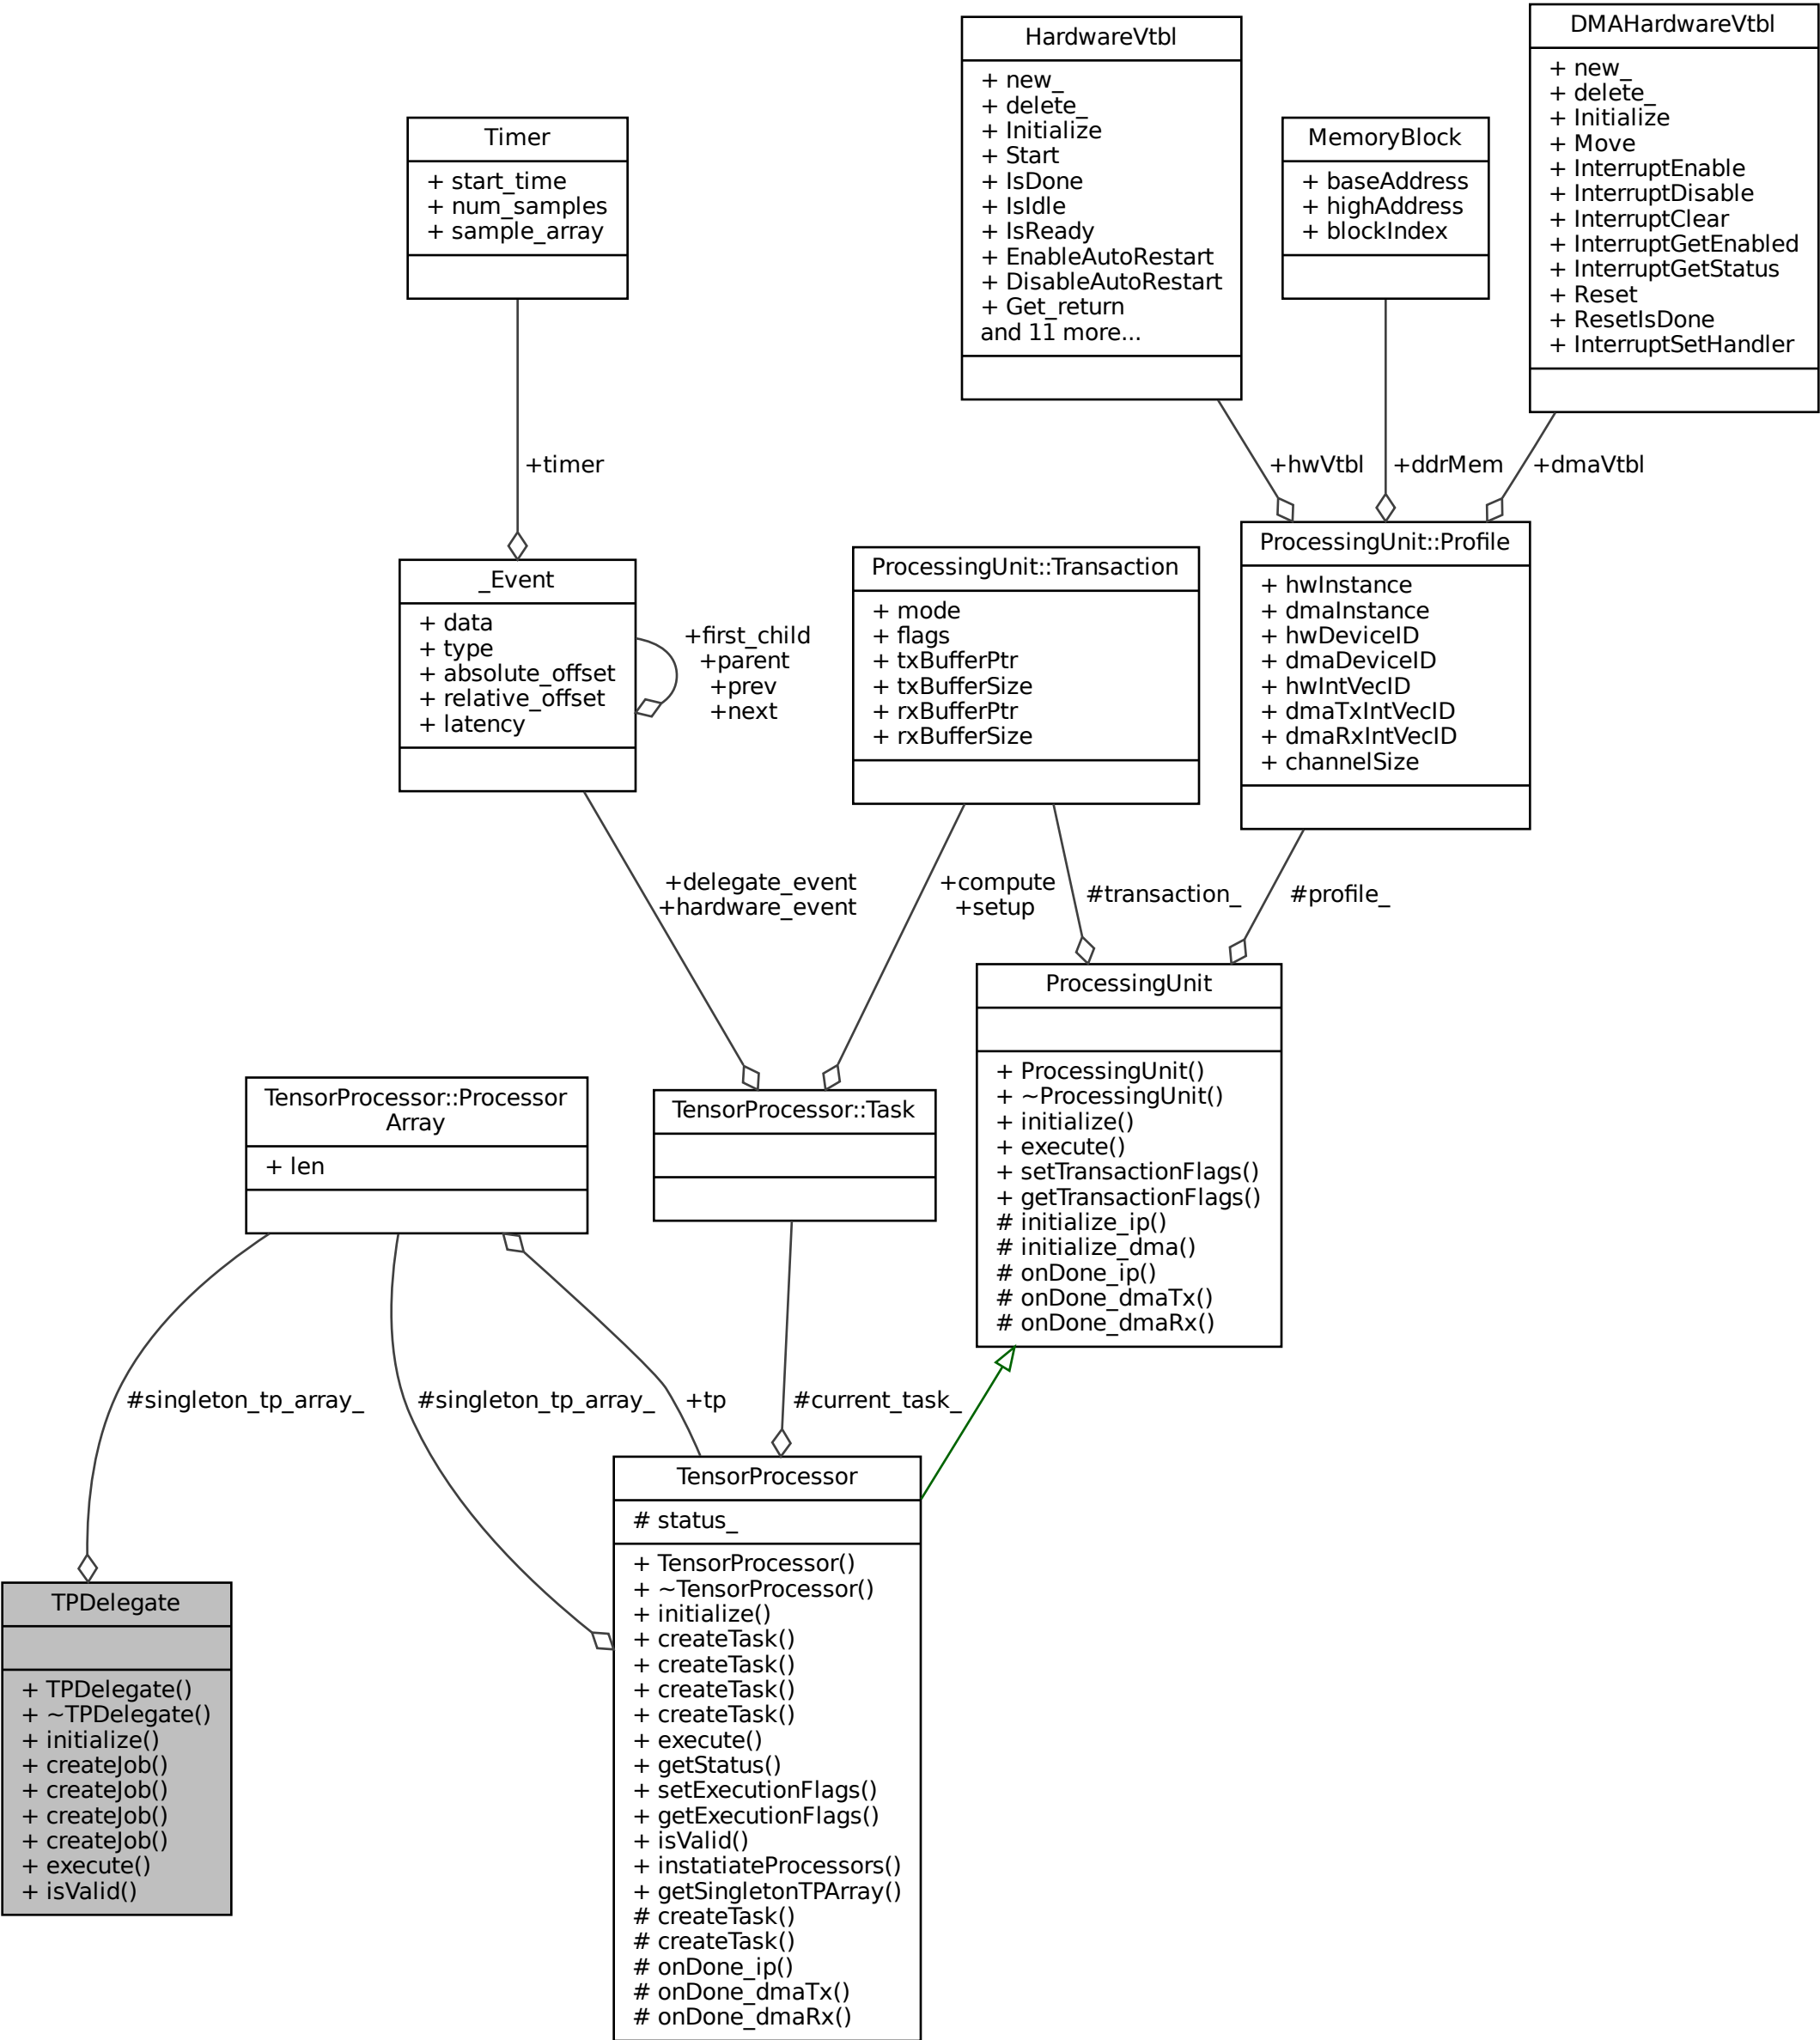 HardwareVtbl
+ new_
+ delete_
+ Initialize
+ Start
+ IsDone
+ IsIdle
+ IsReady
+ EnableAutoRestart
+ DisableAutoRestart
+ Get_return
and 11 more...
DMAHardwareVtbl
+ new_
+ delete_
+ Initialize
+ Move
+ InterruptEnable
+ InterruptDisable
+ InterruptClear
+ InterruptGetEnabled
+ InterruptGetStatus
+ Reset
+ ResetIsDone
+ InterruptSetHandler
Timer
+ start_time
+ num_samples
+ sample_array
MemoryBlock
+ baseAddress
+ highAddress
+ blockIndex
+timer
+hwVtbl
+ddrMem
+dmaVtbl
_Event
+ data
+ type
+ absolute_offset
+ relative_offset
+ latency
+first_child
+parent
+prev
+next
ProcessingUnit::Transaction
+ mode
+ flags
+ txBufferPtr
+ txBufferSize
+ rxBufferPtr
+ rxBufferSize
ProcessingUnit::Profile
+ hwInstance
+ dmaInstance
+ hwDeviceID
+ dmaDeviceID
+ hwIntVecID
+ dmaTxIntVecID
+ dmaRxIntVecID
+ channelSize
+delegate_event
+hardware_event
+compute
+setup
#transaction_
#profile_
ProcessingUnit
+ ProcessingUnit()
+ ~ProcessingUnit()
+ initialize()
+ execute()
+ setTransactionFlags()
+ getTransactionFlags()
# initialize_ip()
# initialize_dma()
# onDone_ip()
# onDone_dmaTx()
# onDone_dmaRx()
TensorProcessor::Processor
Array
+ len
TensorProcessor::Task
#singleton_tp_array_
#singleton_tp_array_
+tp
#current_task_
TensorProcessor
# status_
+ TensorProcessor()
+ ~TensorProcessor()
+ initialize()
+ createTask()
+ createTask()
+ createTask()
+ createTask()
+ execute()
+ getStatus()
+ setExecutionFlags()
+ getExecutionFlags()
+ isValid()
+ instatiateProcessors()
+ getSingletonTPArray()
# createTask()
# createTask()
# onDone_ip()
# onDone_dmaTx()
# onDone_dmaRx()
TPDelegate
+ TPDelegate()
+ ~TPDelegate()
+ initialize()
+ createJob()
+ createJob()
+ createJob()
+ createJob()
+ execute()
+ isValid()